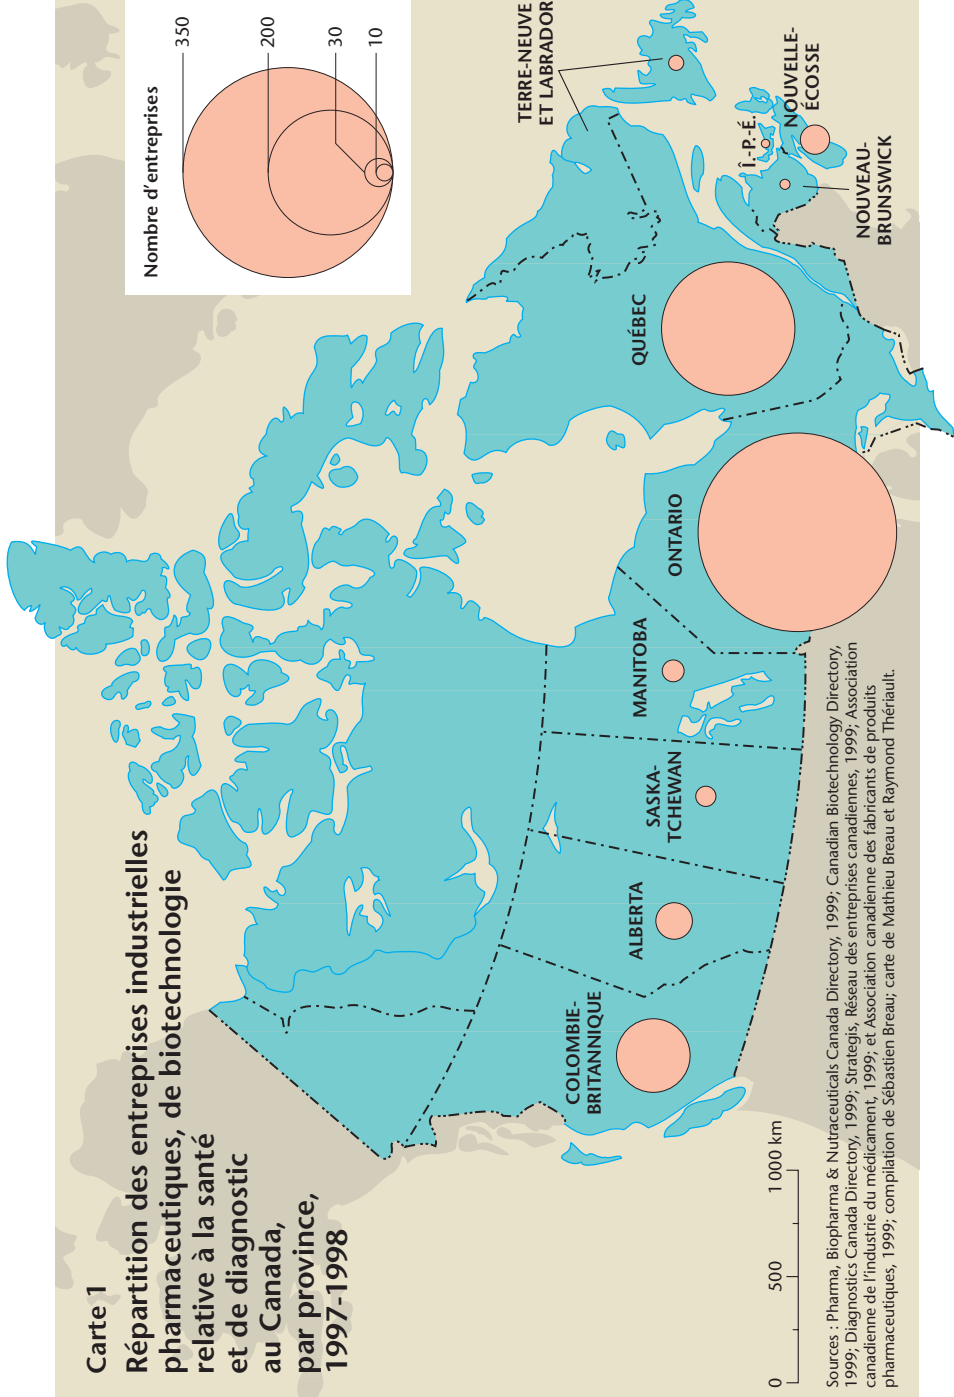 Carte 1
Répartition des entreprises industrielles
pharmaceutiques, de biotechnologie
relative à la santé
et de diagnostic
au Canada,
par province,
1997-1998
Nombre d'entreprises
350
200
30
10
COLOMBIE-
BRITANNIQUE
ALBERTA
SASKA-
TCHEWAN
MANITOBA
ONTARIO
QUÉBEC
TERRE-NEUVE
ET LABRADOR
Î.-P.-É.
NOUVELLE-
ÉCOSSE
NOUVEAU-
BRUNSWICK
0 500 1 000 km
Sources : Pharma, Biopharma & Nutraceuticals Canada Directory, 1999; Canadian Biotechnology Directory,
1999; Diagnostics Canada Directory, 1999; Strategis, Réseau des entreprises canadiennes, 1999; Association
canadienne de l'industrie du médicament, 1999; et Association canadienne des fabricants de produits
pharmaceutiques, 1999; compilation de Sébastien Breau; carte de Mathieu Breau et Raymond Thériault.